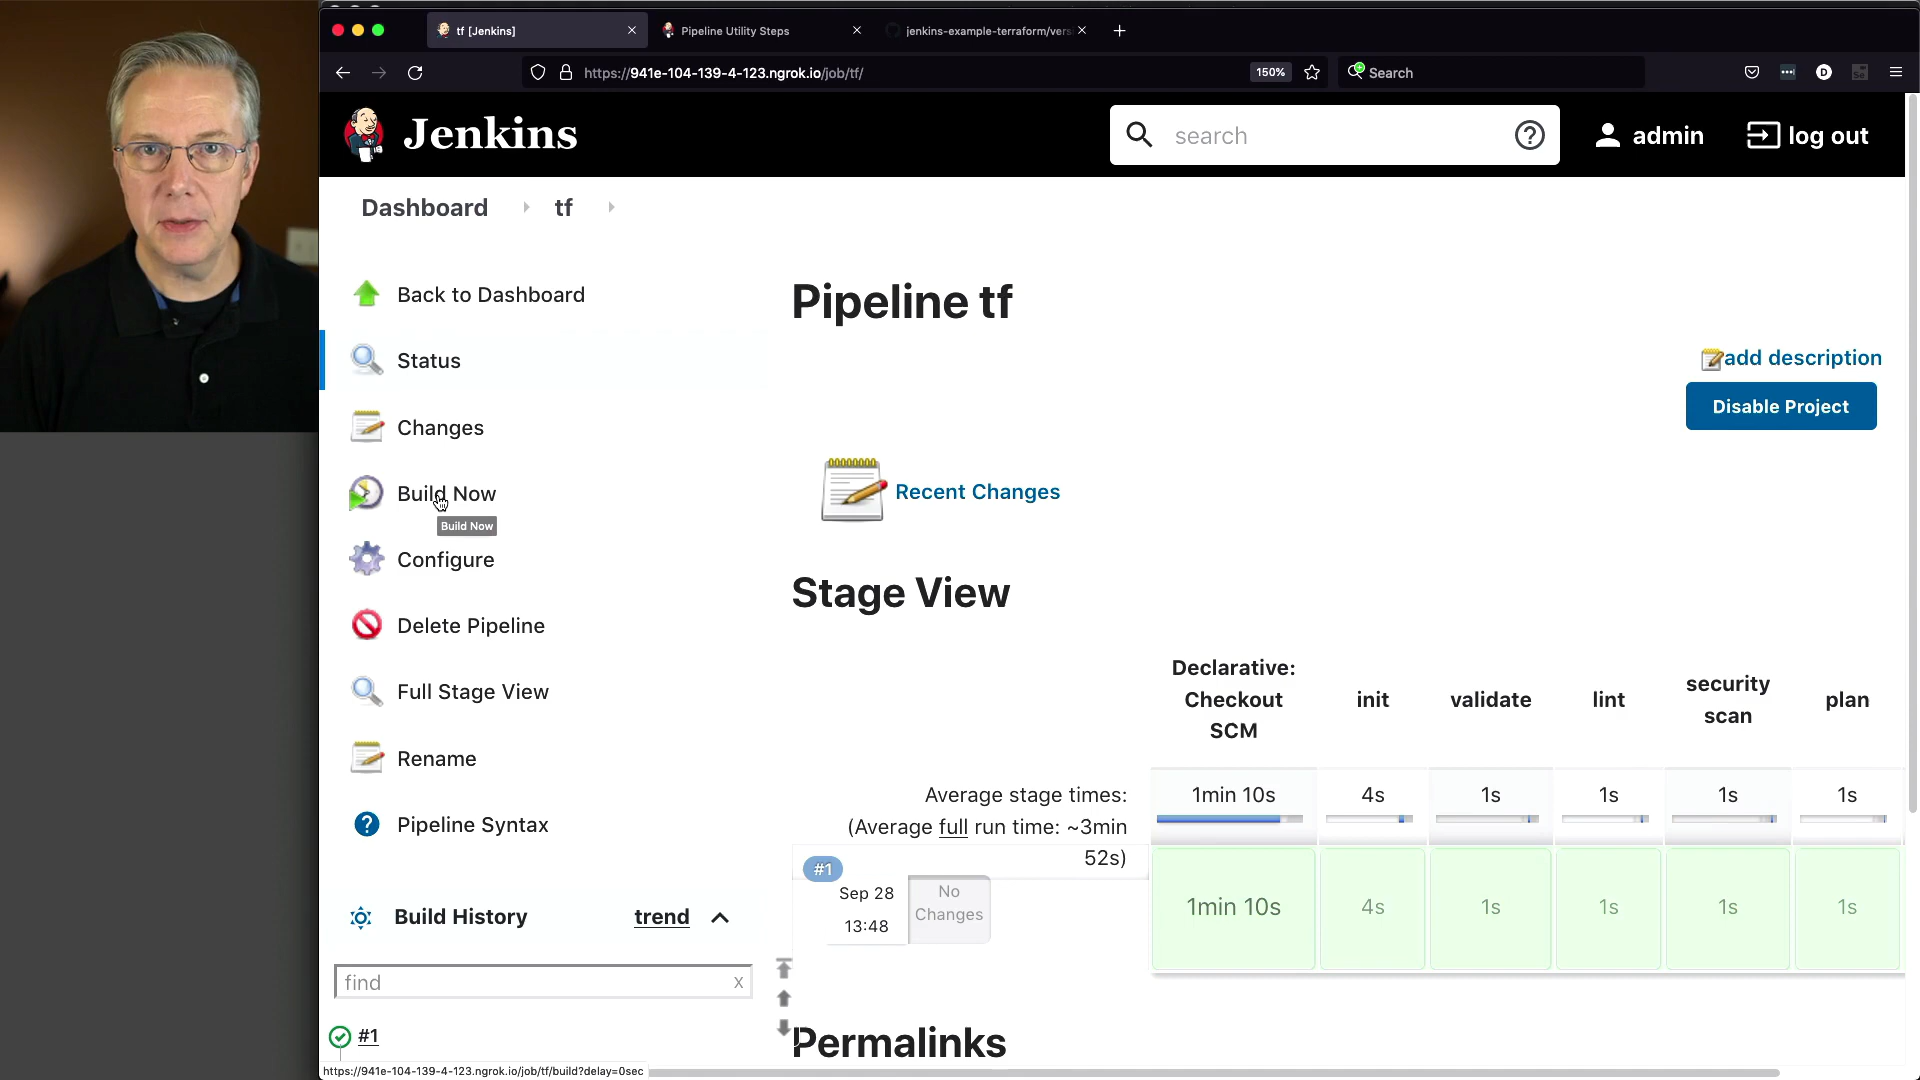 tf [Jenkins]
Pipeline Utility Steps
jenkins-example-terraform/vers
https://941e-104-139-4-123.ngrok.io/job/tf/
150%
Search
Jenkins
search
admin
log out
Dashboard
tf
Back to Dashboard
Status
Changes
Build Now
Build Now
Configure
Delete Pipeline
Full Stage View
Rename
Pipeline Syntax
Build History
trend
find
x
#1
https://941e-104-139-4-123.ngrok.io/job/tf/build?delay=0sec
Pipeline tf
add description
Disable Project
Recent Changes
Stage View
Declarative:
Checkout
SCM
init
validate
lint
security
scan
plan
Average stage times:
(Average full run time: ~3min
52s)
1min 10s
4s
1s
1s
1s
1s
#1
Sep 28
13:48
No
Changes
1min 10s
4s
1s
1s
1s
1s
Permalinks